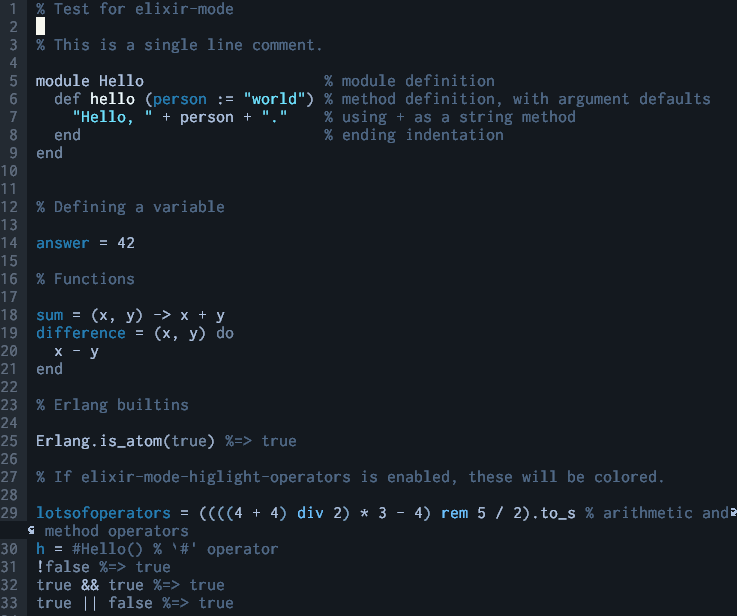 1 % Test for elixir-mode
2
3 % This is a single line comment.
4
5 module Hello                    % module definition
6   def hello (person := "world") % method definition, with argument defaults
7     "Hello, " + person + "."    % using + as a string method
8   end                           % ending indentation
9 end
10
11
12 % Defining a variable
13
14 answer = 42
15
16 % Functions
17
18 sum = (x, y) -> x + y
19 difference = (x, y) do
20   x - y
21 end
22
23 % Erlang builtins
24
25 Erlang.is_atom(true) %=> true
26
27 % If elixir-mode-higlight-operators is enabled, these will be colored.
28
29 lotsofoperators = ((((4 + 4) div 2) * 3 - 4) rem 5 / 2).to_s % arithmetic and
method operators
30 h = #Hello() % `#' operator
31 !false %=> true
32 true && true %=> true
33 true || false %=> true